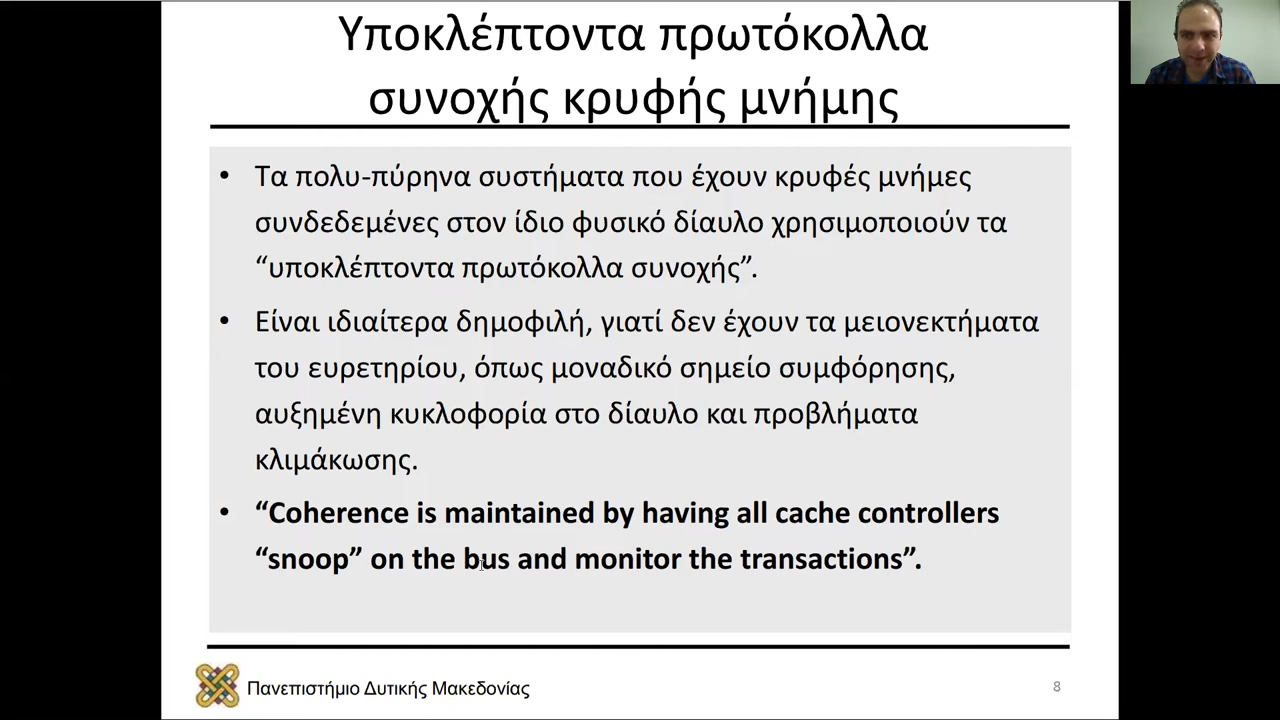 Υποκλέπτοντα πρωτόκολλα
συνοχής κρυφής μνήμης
• Τα πολυ-πύρηνα συστήματα που έχουν κρυφές μνήμες
συνδεδεμένες στον ίδιο φυσικό δίαυλο χρησιμοποιούν τα
“υποκλέπτοντα πρωτόκολλα συνοχής”.
• Είναι ιδιαίτερα δημοφιλή, γιατί δεν έχουν τα μειονεκτήματα
του ευρετηρίου, όπως μοναδικό σημείο συμφόρησης,
αυξημένη κυκλοφορία στο δίαυλο και προβλήματα
κλιμάκωσης.
• “Coherence is maintained by having all cache controllers
“snoop” on the bus and monitor the transactions”.
Πανεπιστήμιο Δυτικής Μακεδονίας
8